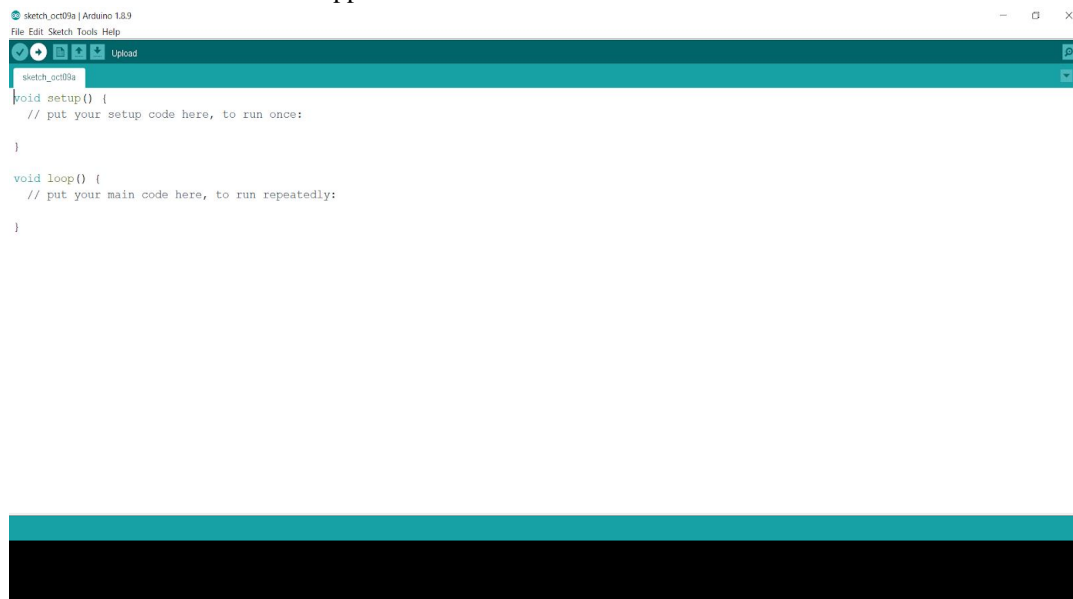 sketch_oct09a | Arduino 1.8.9
File Edit Sketch Tools Help
Upload
sketch_oct09a
void setup() {
// put your setup code here, to run once:
}
void loop() {
// put your main code here, to run repeatedly:
}